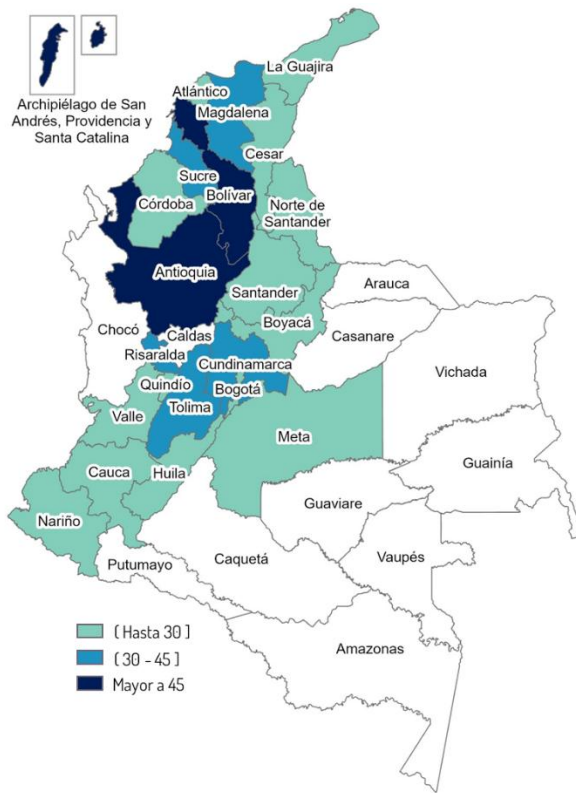 La Guajira
Archipiélago de San
Andrés, Providencia y
Santa Catalina
Atlántico
Magdalena
Cesar
Sucre
Bolívar
Córdoba
Norte de
Santander
Antioquia
Santander
Arauca
Boyacá
Chocó
Caldas
Casanare
Risaralda
Cundinamarca
Vichada
Quindío
Bogotá
Valle
Tolima
Meta
Guainía
Cauca
Huila
Guaviare
Nariño
Caquetá
Vaupés
Putumayo
Amazonas
[Hasta 30]
(30 - 45]
Mayor a 45